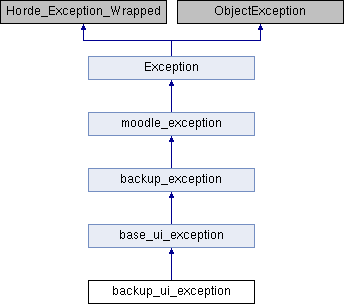 Horde_Exception_Wrapped
ObjectException
Exception
moodle_exception
backup_exception
base_ui_exception
backup_ui_exception